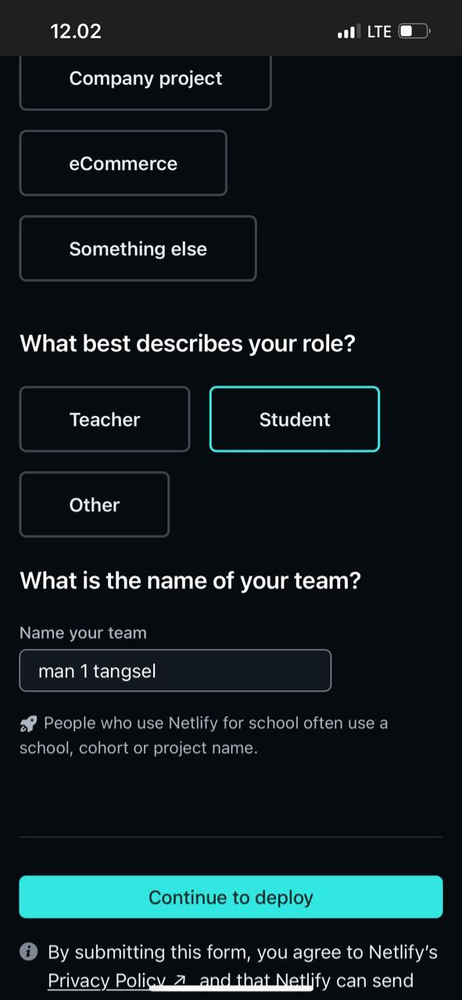 12.02
LTE
Company project
eCommerce
Something else
What best describes your role?
Teacher
Student
Other
What is the name of your team?
Name your team
man 1 tangsel
People who use Netlify for school often use a
school, cohort or project name.
Continue to deploy
By submitting this form, you agree to Netlify’s
Privacy Policy ↗ and that Netlify can send